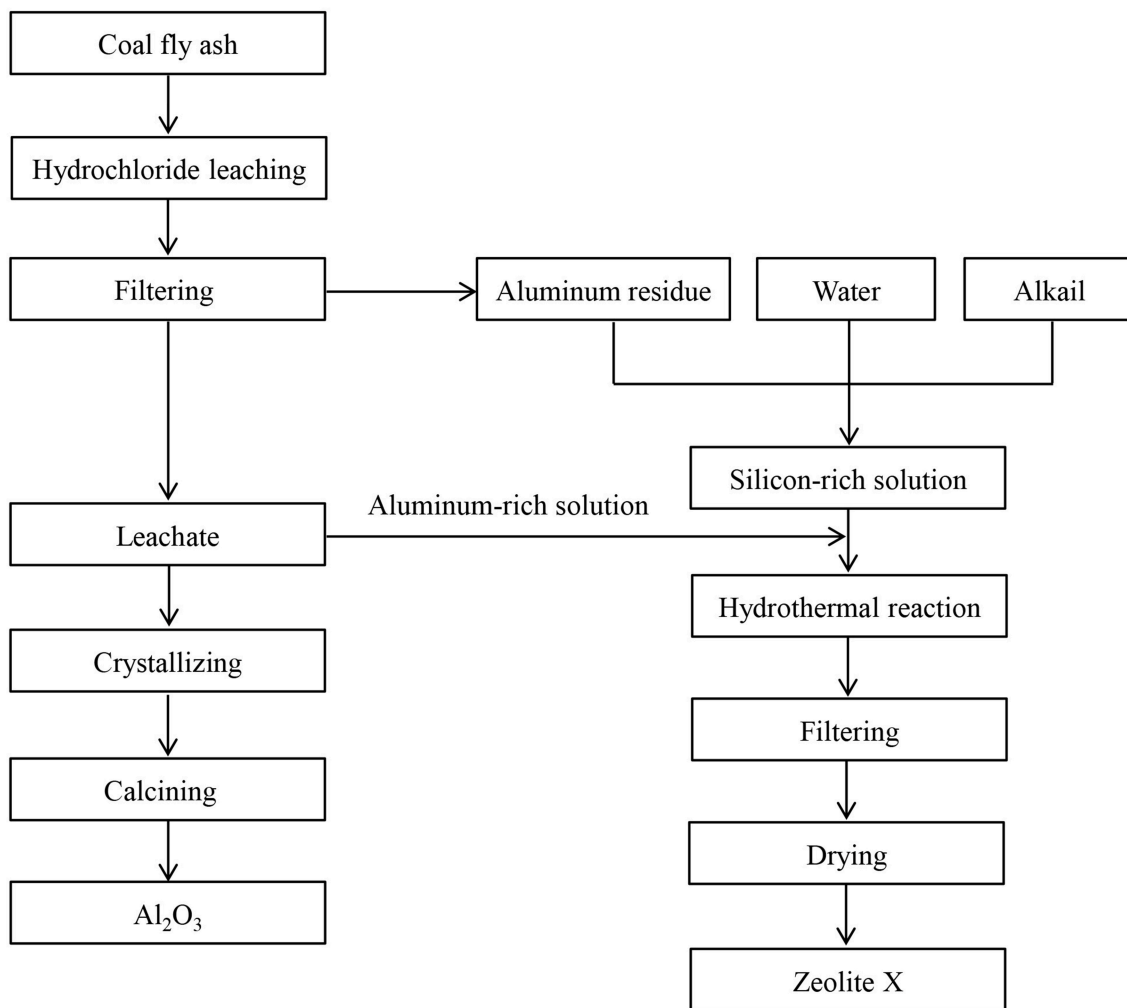 Coal fly ash
Hydrochloride leaching
Filtering
Aluminum residue
Water
Alkail
Silicon-rich solution
Aluminum-rich solution
Leachate
Hydrothermal reaction
Crystallizing
Filtering
Calcining
Drying
Al₂O₃
Zeolite X